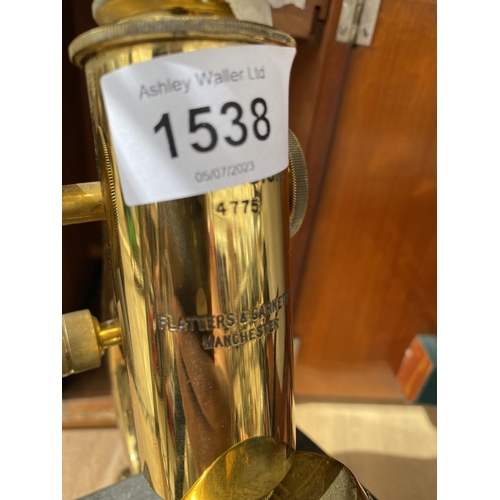 Ashley Waller Ltd
1538
05/07/2023
4775
FLATTERS & GARNETT
MANCHESTER